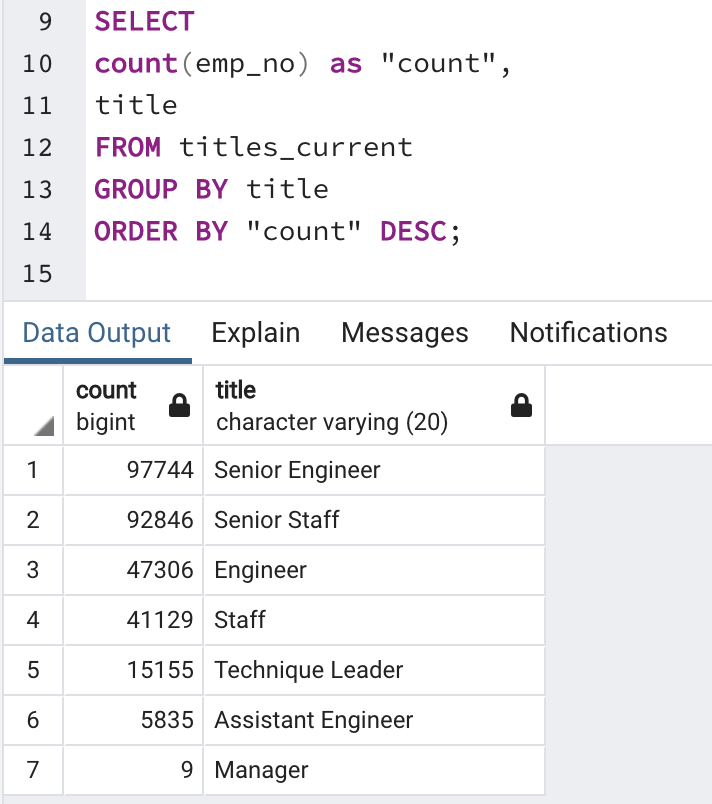 9 SELECT
10 count(emp_no) as "count",
11 title
12 FROM titles_current
13 GROUP BY title
14 ORDER BY "count" DESC;
15
Data Output Explain Messages Notifications
count title
bigint character varying (20)
1 97744 Senior Engineer
2 92846 Senior Staff
3 47306 Engineer
4 41129 Staff
5 15155 Technique Leader
6 5835 Assistant Engineer
7 9 Manager